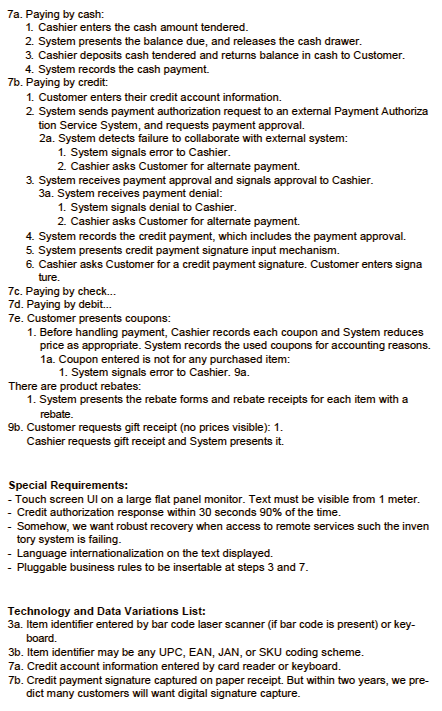 7a. Paying by cash:
1. Cashier enters the cash amount tendered.
2. System presents the balance due, and releases the cash drawer.
3. Cashier deposits cash tendered and returns balance in cash to Customer.
4. System records the cash payment.
7b. Paying by credit:
1. Customer enters their credit account information.
2. System sends payment authorization request to an external Payment Authoriza
tion Service System, and requests payment approval.
2a. System detects failure to collaborate with external system:
1. System signals error to Cashier.
2. Cashier asks Customer for alternate payment.
3. System receives payment approval and signals approval to Cashier.
3a. System receives payment denial:
1. System signals denial to Cashier.
2. Cashier asks Customer for alternate payment.
4. System records the credit payment, which includes the payment approval.
5. System presents credit payment signature input mechanism.
6. Cashier asks Customer for a credit payment signature. Customer enters signa
ture.
7c. Paying by check...
7d. Paying by debit...
7e. Customer presents coupons:
1. Before handling payment, Cashier records each coupon and System reduces
price as appropriate. System records the used coupons for accounting reasons.
1a. Coupon entered is not for any purchased item:
1. System signals error to Cashier. 9a.
There are product rebates:
1. System presents the rebate forms and rebate receipts for each item with a
rebate.
9b. Customer requests gift receipt (no prices visible): 1.
Cashier requests gift receipt and System presents it.
Special Requirements:
- Touch screen UI on a large flat panel monitor. Text must be visible from 1 meter.
- Credit authorization response within 30 seconds 90% of the time.
- Somehow, we want robust recovery when access to remote services such the inven
tory system is failing.
- Language internationalization on the text displayed.
- Pluggable business rules to be insertable at steps 3 and 7.
Technology and Data Variations List:
3a. Item identifier entered by bar code laser scanner (if bar code is present) or key-
board.
3b. Item identifier may be any UPC, EAN, JAN, or SKU coding scheme.
7a. Credit account information entered by card reader or keyboard.
7b. Credit payment signature captured on paper receipt. But within two years, we pre-
dict many customers will want digital signature capture.